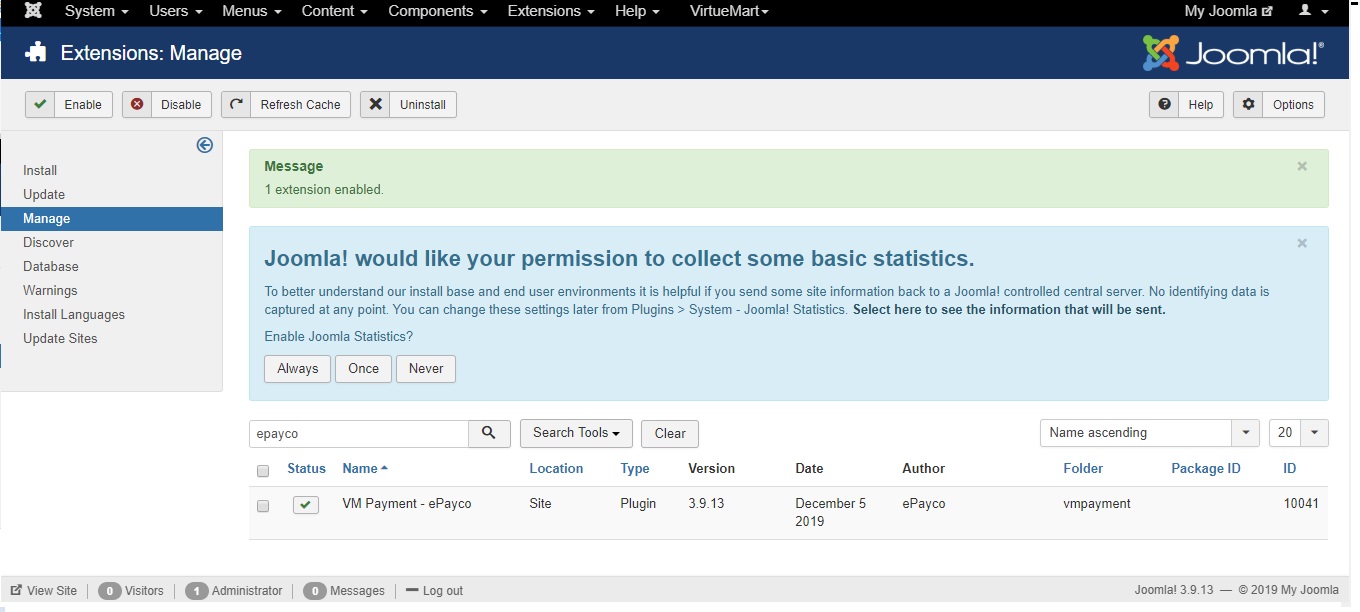 System Users Menus Content Components Extensions Help VirtueMart My Joomla
Extensions: Manage Joomla!®
Enable Disable Refresh Cache Uninstall Help Options
Install
Update
Manage
Discover
Database
Warnings
Install Languages
Update Sites
Message
1 extension enabled.
Joomla! would like your permission to collect some basic statistics.
To better understand our install base and end user environments it is helpful if you send some site information back to a Joomla! controlled central server. No identifying data is
captured at any point. You can change these settings later from Plugins > System - Joomla! Statistics. Select here to see the information that will be sent.
Enable Joomla Statistics?
Always Once Never
epayco Search Tools Clear Name ascending 20
Status Name Location Type Version Date Author Folder Package ID ID
VM Payment - ePayco Site Plugin 3.9.13 December 5 ePayco vmpayment 10041
2019
View Site 0 Visitors 1 Administrator 0 Messages Log out Joomla! 3.9.13 — © 2019 My Joomla